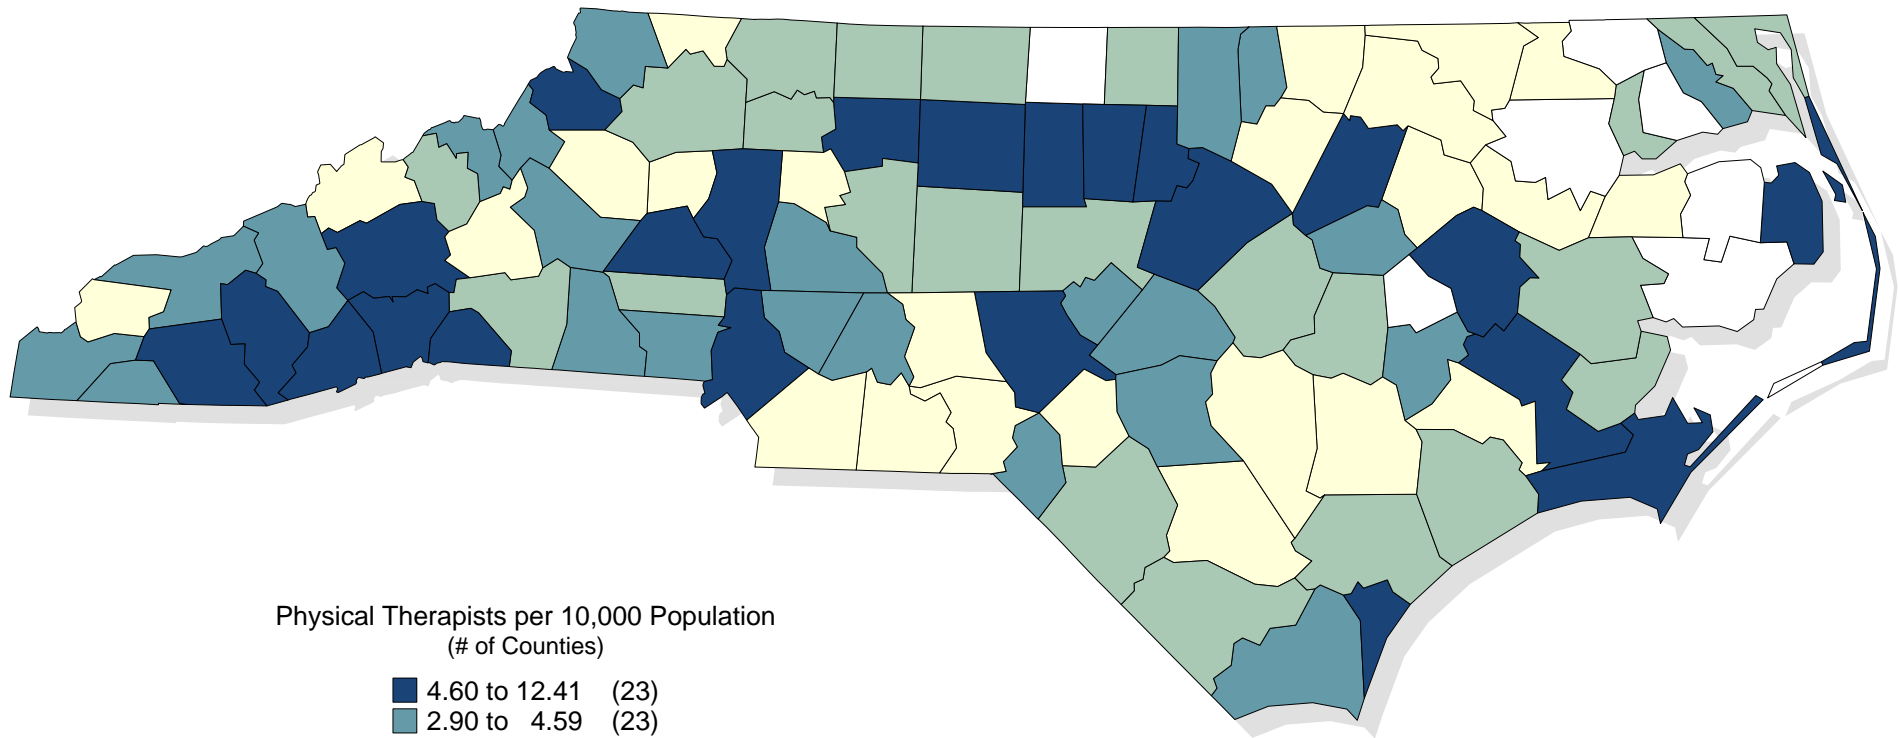 Physical Therapists per 10,000 Population
(# of Counties)
4.60 to 12.41 (23)
2.90 to 4.59 (23)